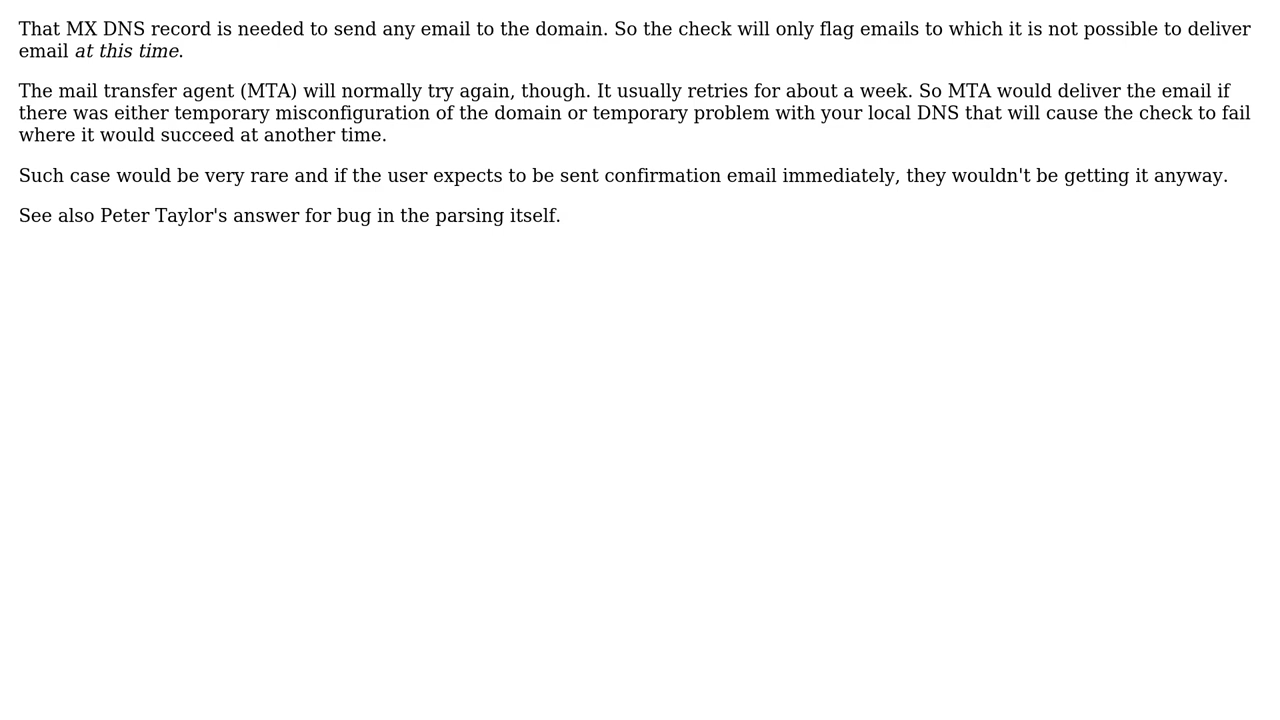 That MX DNS record is needed to send any email to the domain. So the check will only flag emails to which it is not possible to deliver
email at this time.
The mail transfer agent (MTA) will normally try again, though. It usually retries for about a week. So MTA would deliver the email if
there was either temporary misconfiguration of the domain or temporary problem with your local DNS that will cause the check to fail
where it would succeed at another time.
Such case would be very rare and if the user expects to be sent confirmation email immediately, they wouldn't be getting it anyway.
See also Peter Taylor's answer for bug in the parsing itself.